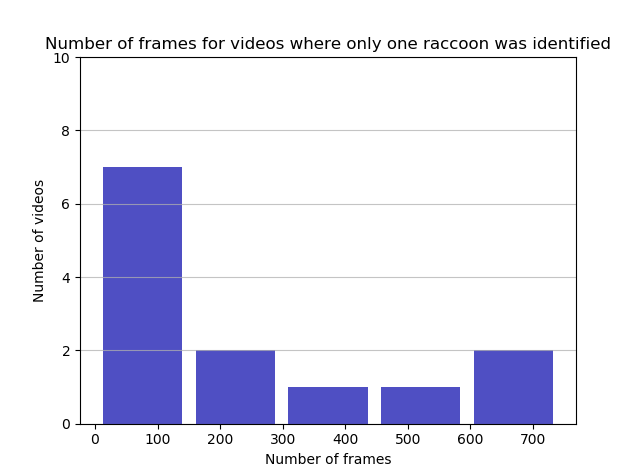 Number of frames for videos where only one raccoon was identified
10
8
6
4
2
0
Number of videos
0 100 200 300 400 500 600 700
Number of frames